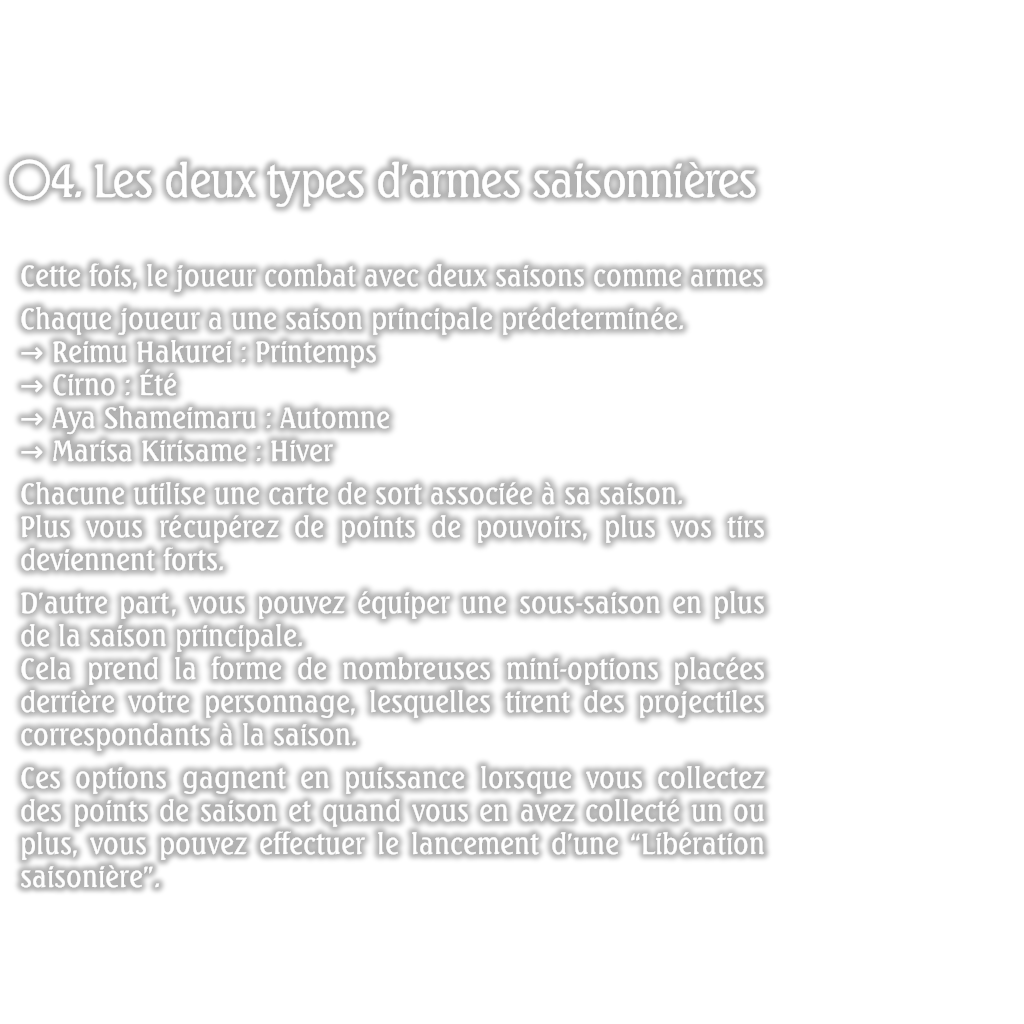 ○4. Les deux types d'armes saisonnières
Cette fois, le joueur combat avec deux saisons comme armes
Chaque joueur a une saison principale prédeterminée.
→ Reimu Hakurei : Printemps
→ Cirno : Été
→ Aya Shameimaru : Automne
→ Marisa Kirisame : Hiver
Chacune utilise une carte de sort associée à sa saison.
Plus vous récupérez de points de pouvoirs, plus vos tirs
deviennent forts.
D'autre part, vous pouvez équiper une sous-saison en plus
de la saison principale.
Cela prend la forme de nombreuses mini-options placées
derrière votre personnage, lesquelles tirent des projectiles
correspondants à la saison.
Ces options gagnent en puissance lorsque vous collectez
des points de saison et quand vous en avez collecté un ou
plus, vous pouvez effectuer le lancement d'une “Libération
saisonière”.